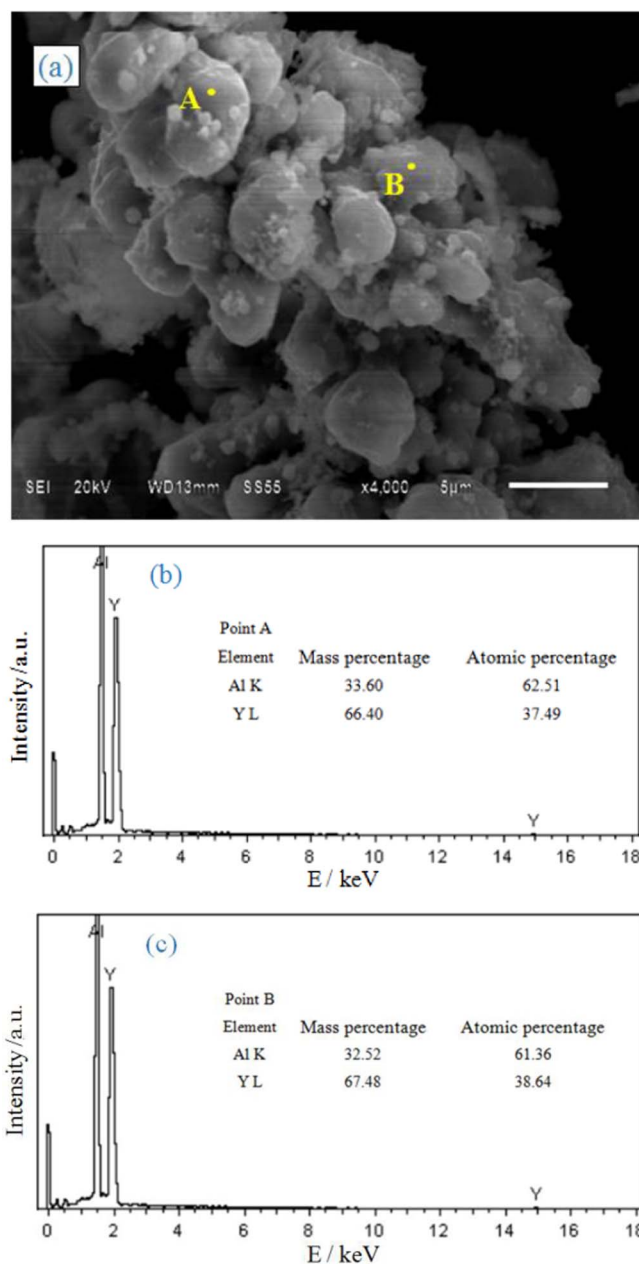 (a)
A
B
SEI 20kV WD13mm SS55 x4,000 5µm
(b)
Al
Y
Point A
Element Mass percentage Atomic percentage
Al K 33.60 62.51
Y L 66.40 37.49
Y
Intensity /a.u.
0 2 4 6 8 10 12 14 16 18
E / keV
(c)
Al
Y
Point B
Element Mass percentage Atomic percentage
Al K 32.52 61.36
Y L 67.48 38.64
Y
Intensity /a.u.
0 2 4 6 8 10 12 14 16 18
E / keV